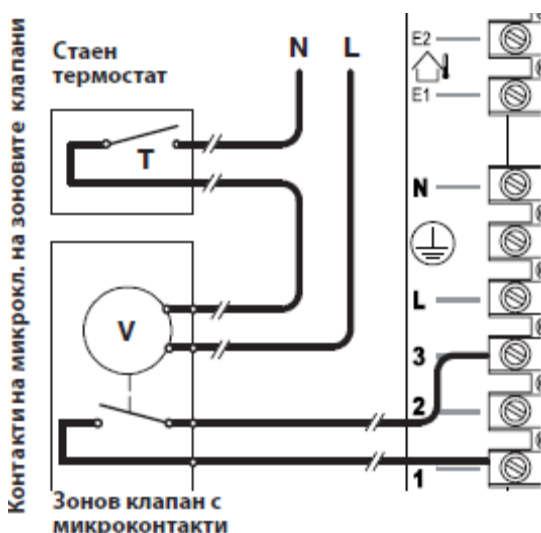 Контакти на микрокл. на зоновите клапани
Стаен
термостат
N L
T
V
E2
E1
N
L
3
2
1
Зонов клапан с
микроконтакти